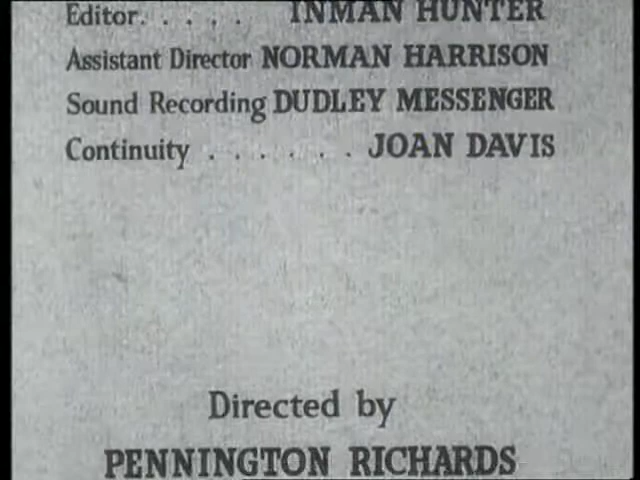 Editor. . . . . INMAN HUNTER
Assistant Director NORMAN HARRISON
Sound Recording DUDLEY MESSENGER
Continuity . . . . . . JOAN DAVIS
Directed by
PENNINGTON RICHARDS